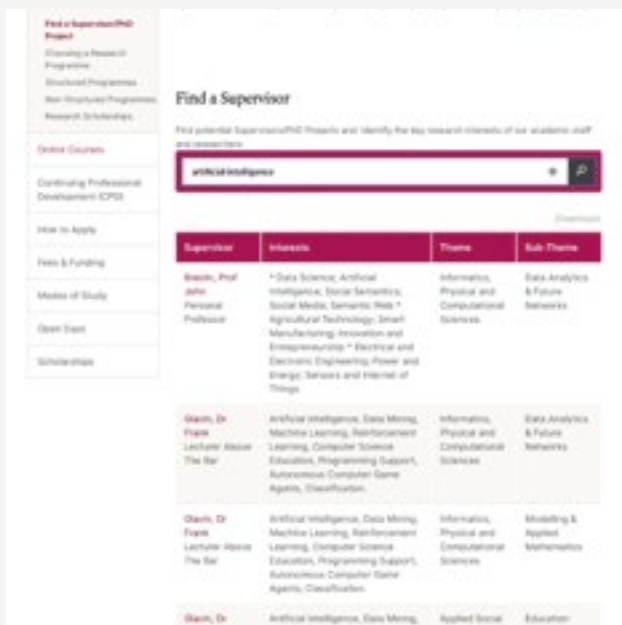 Find a Supervisor/PhD
Project
Choosing a Research
Programme
Structured Programmes
Non-Structured Programmes
Research Scholarships
Online Courses
Continuing Professional
Development (CPD)
How to Apply
Fees & Funding
Modes of Study
Open Days
Scholarships
Find a Supervisor
Find potential Supervisors/PhD Projects and identify the key research interests of our academic staff
and researchers
artificial intelligence
Supervisor
Interests
Theme
Sub-Theme
Breslin, Prof
John
Personal
Professor
* Data Science; Artificial
Intelligence; Social Semantics;
Social Media; Semantic Web *
Agricultural Technology; Smart
Manufacturing; Innovation and
Entrepreneurship * Electrical and
Electronic Engineering; Power and
Energy; Sensors and Internet of
Things
Informatics,
Physical and
Computational
Sciences
Data Analytics
& Future
Networks
Glavin, Dr
Frank
Lecturer Above
The Bar
Artificial Intelligence, Data Mining,
Machine Learning, Reinforcement
Learning, Computer Science
Education, Programming Support,
Autonomous Computer Game
Agents, Classification.
Informatics,
Physical and
Computational
Sciences
Data Analytics
& Future
Networks
Glavin, Dr
Frank
Lecturer Above
The Bar
Artificial Intelligence, Data Mining,
Machine Learning, Reinforcement
Learning, Computer Science
Education, Programming Support,
Autonomous Computer Game
Agents, Classification.
Informatics,
Physical and
Computational
Sciences
Modelling &
Applied
Mathematics
Glavin, Dr
Artificial Intelligence, Data Mining,
Applied Social
Education